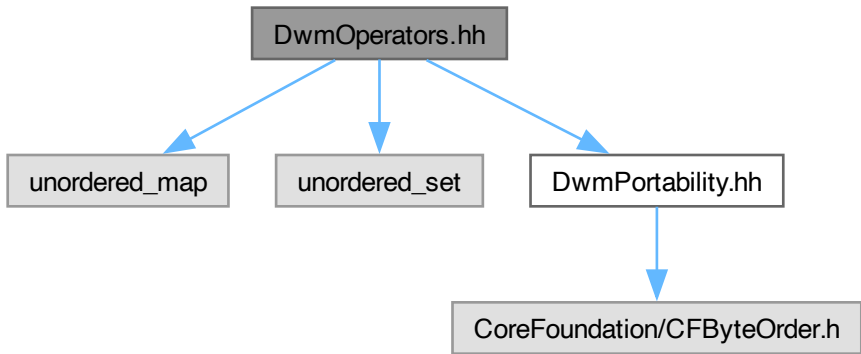 DwmOperators.hh
unordered_map
unordered_set
DwmPortability.hh
CoreFoundation/CFByteOrder.h